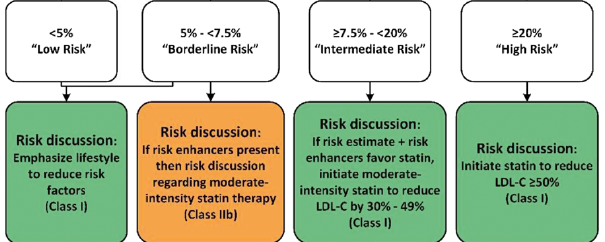 <5%
"Low Risk"
5% - <7.5%
"Borderline Risk"
≥7.5% - <20%
"Intermediate Risk"
≥20%
"High Risk"
Risk discussion:
Emphasize lifestyle
to reduce risk
factors
(Class I)
Risk discussion:
If risk enhancers present
then risk discussion
regarding moderate-
intensity statin therapy
(Class IIb)
Risk discussion:
If risk estimate + risk
enhancers favor statin,
initiate moderate-
intensity statin to reduce
LDL-C by 30% - 49%
(Class I)
Risk discussion:
Initiate statin to reduce
LDL-C ≥50%
(Class I)